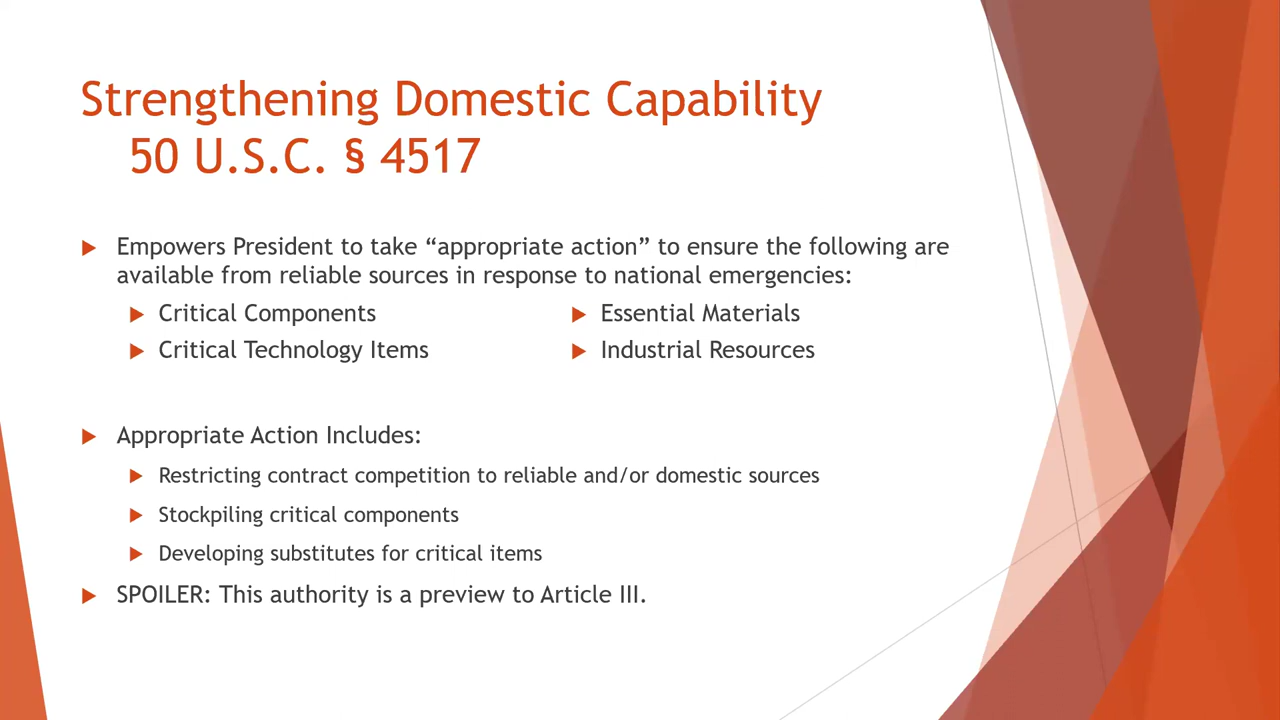 Strengthening Domestic Capability
50 U.S.C. § 4517
Empowers President to take “appropriate action” to ensure the following are
available from reliable sources in response to national emergencies:
Critical Components
Critical Technology Items
Essential Materials
Industrial Resources
Appropriate Action Includes:
Restricting contract competition to reliable and/or domestic sources
Stockpiling critical components
Developing substitutes for critical items
SPOILER: This authority is a preview to Article III.